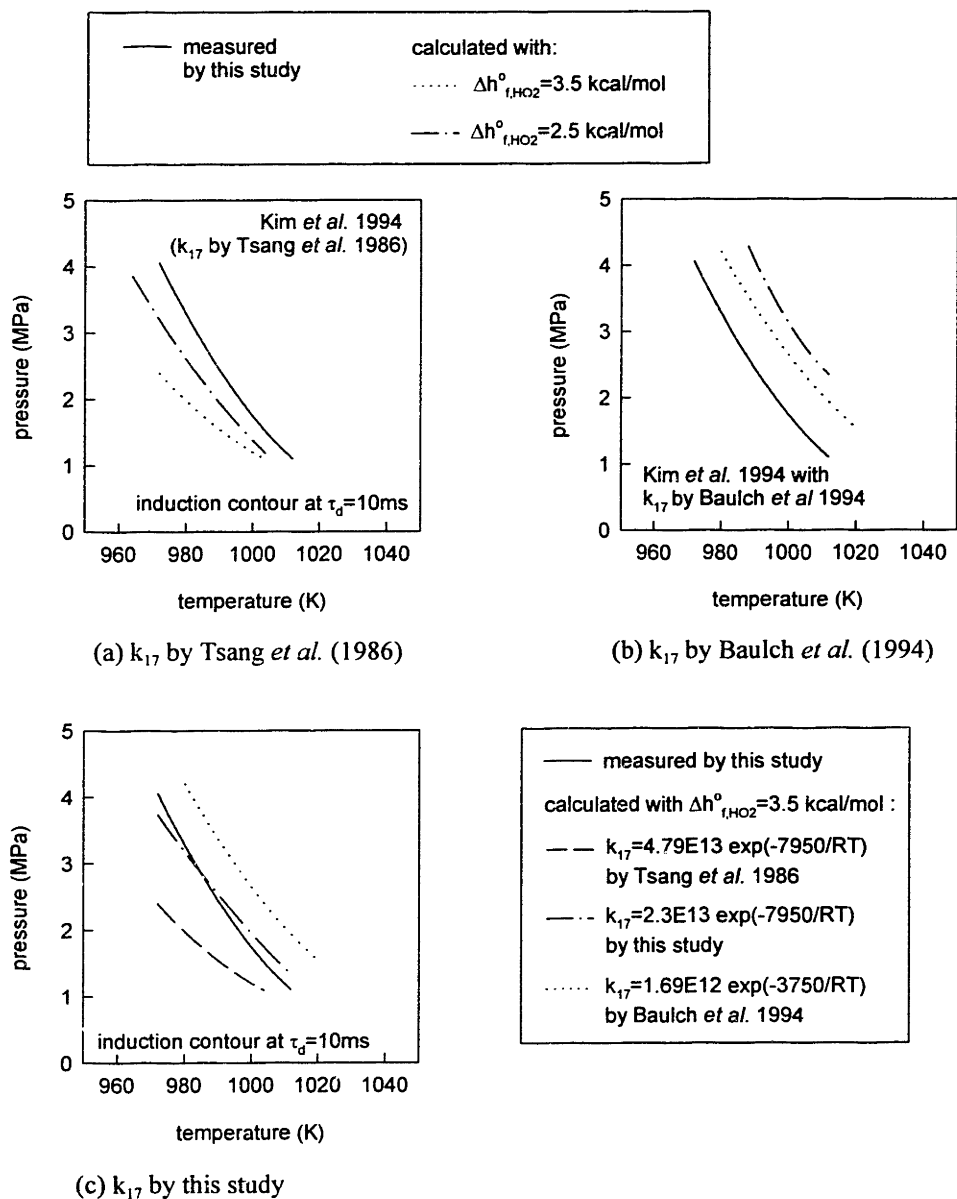 measured
by this study
calculated with:
Δh°f,HO2=3.5 kcal/mol
Δh°f,HO2=2.5 kcal/mol
5
4
3
2
1
0
pressure (MPa)
Kim et al. 1994
(k17 by Tsang et al. 1986)
induction contour at τd=10ms
960 980 1000 1020 1040
temperature (K)
(a) k17 by Tsang et al. (1986)
5
4
3
2
1
0
pressure (MPa)
Kim et al. 1994 with
k17 by Baulch et al 1994
960 980 1000 1020 1040
temperature (K)
(b) k17 by Baulch et al. (1994)
5
4
3
2
1
0
pressure (MPa)
induction contour at τd=10ms
960 980 1000 1020 1040
temperature (K)
(c) k17 by this study
measured by this study
calculated with Δh°f,HO2=3.5 kcal/mol :
k17=4.79E13 exp(-7950/RT)
by Tsang et al. 1986
k17=2.3E13 exp(-7950/RT)
by this study
k17=1.69E12 exp(-3750/RT)
by Baulch et al. 1994